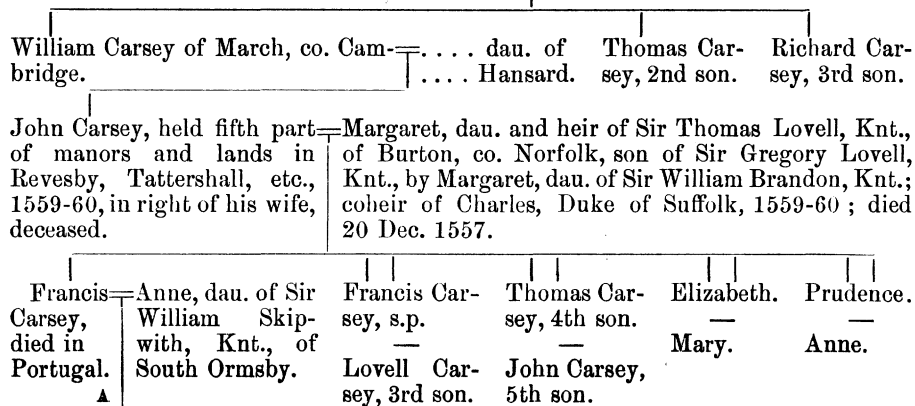 William Carsey of March, co. Cam-=. . . . dau. of
bridge. . . . . Hansard.
Thomas Car-
sey, 2nd son.
Richard Car-
sey, 3rd son.
John Carsey, held fifth part=
of manors and lands in
Revesby, Tattershall, etc.,
1559-60, in right of his wife,
deceased.
Margaret, dau. and heir of Sir Thomas Lovell, Knt.,
of Burton, co. Norfolk, son of Sir Gregory Lovell,
Knt., by Margaret, dau. of Sir William Brandon, Knt.;
coheir of Charles, Duke of Suffolk, 1559-60 ; died
20 Dec. 1557.
Francis=
Carsey,
died in
Portugal.
A
Anne, dau. of Sir
William Skip-
with, Knt., of
South Ormsby.
Francis Car-
sey, s.p.
—
Lovell Car-
sey, 3rd son.
Thomas Car-
sey, 4th son.
—
John Carsey,
5th son.
Elizabeth.
—
Mary.
Prudence.
—
Anne.